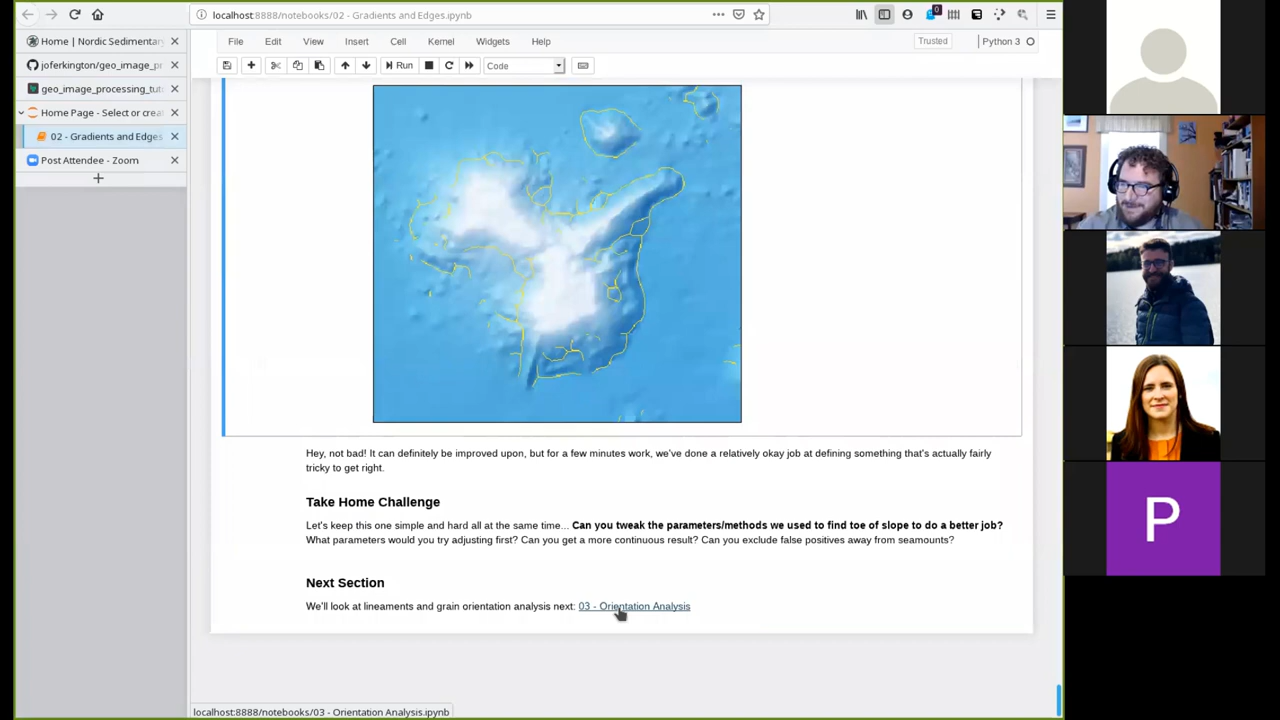 localhost:8888/notebooks/02 - Gradients and Edges.ipynb
0
Home | Nordic Sedimentary
joferkington/geo_image_pr
geo_image_processing_tuto
Home Page - Select or creat
02 - Gradients and Edges
Post Attendee - Zoom
File Edit View Insert Cell Kernel Widgets Help Trusted Python 3
Run Code
Hey, not bad! It can definitely be improved upon, but for a few minutes work, we've done a relatively okay job at defining something that's actually fairly
tricky to get right.
Take Home Challenge
Let's keep this one simple and hard all at the same time... Can you tweak the parameters/methods we used to find toe of slope to do a better job?
What parameters would you try adjusting first? Can you get a more continuous result? Can you exclude false positives away from seamounts?
Next Section
We'll look at lineaments and grain orientation analysis next: 03 - Orientation Analysis
localhost:8888/notebooks/03 - Orientation Analysis.ipynb
P